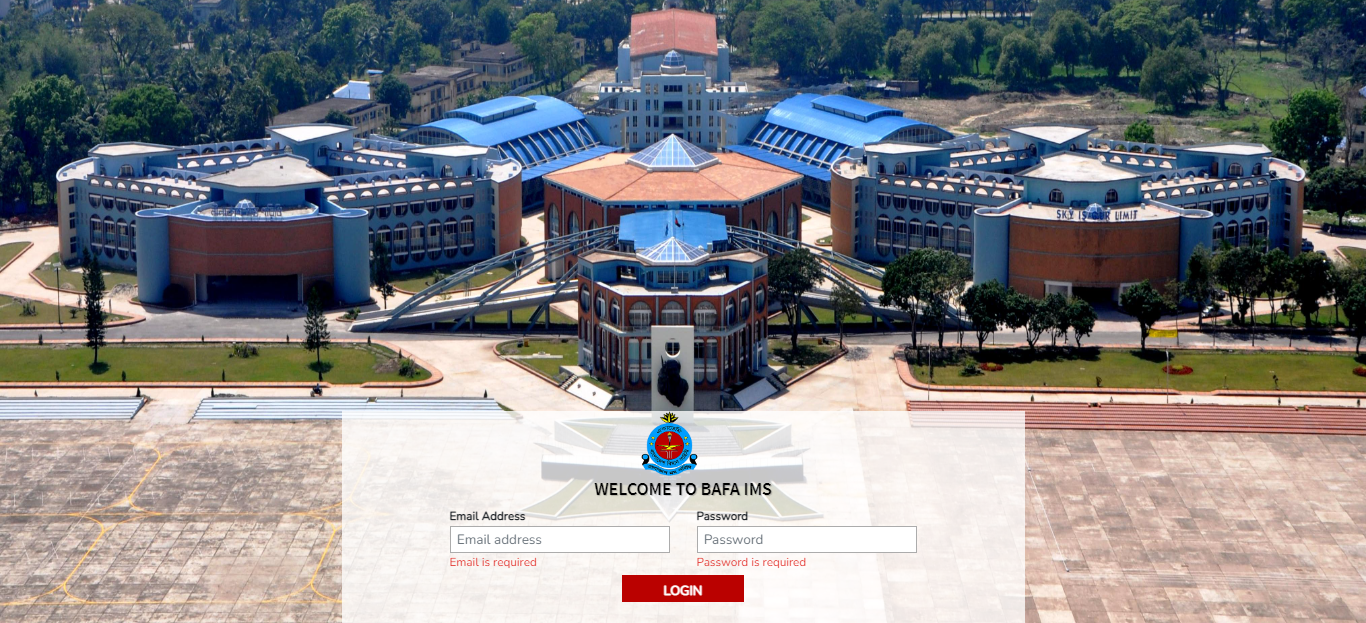 SKY IS OUR LIMIT
WELCOME TO BAFA IMS
Email Address
Password
Email address
Password
Email is required
Password is required
LOGIN